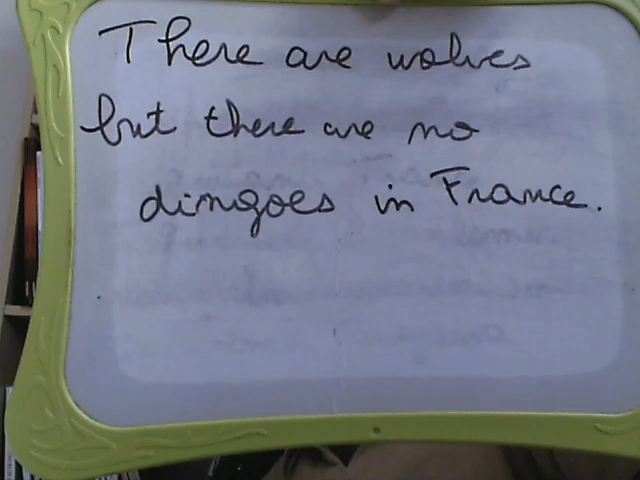 There are wolves
but there are no
dingoes in France.